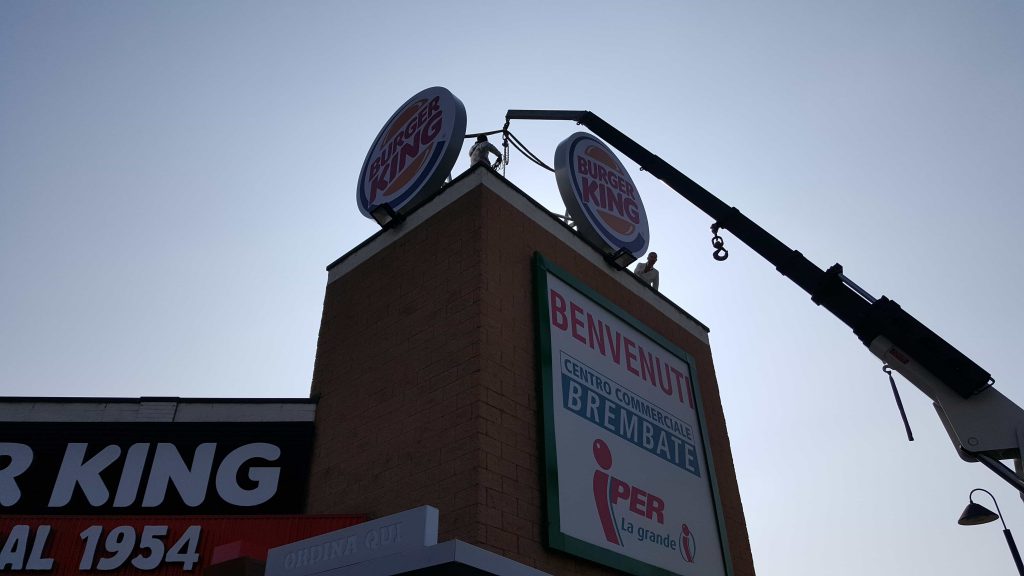 BURGER
KING
BURGER
KING
BENVENUTI
CENTRO COMMERCIALE
BREMBATE
iPER
La grande i
R KING
AL 1954
ORDINA QUI